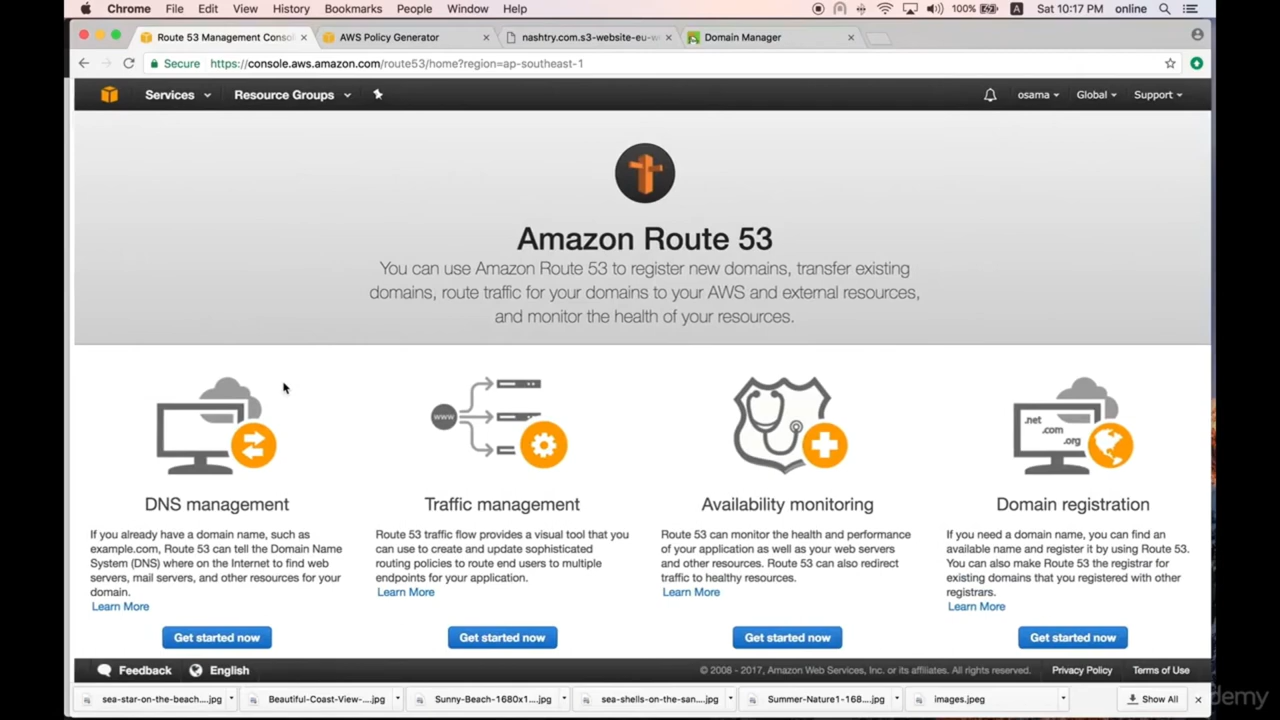 Chrome File Edit View History Bookmarks People Window Help 100% A Sat 10:17 PM online
Route 53 Management Conso AWS Policy Generator nashtry.com.s3-website-eu-w Domain Manager
Secure https://console.aws.amazon.com/route53/home?region=ap-southeast-1
Services Resource Groups osama Global Support
Amazon Route 53
You can use Amazon Route 53 to register new domains, transfer existing
domains, route traffic for your domains to your AWS and external resources,
and monitor the health of your resources.
www
.net
.com
.org
DNS management
If you already have a domain name, such as
example.com, Route 53 can tell the Domain Name
System (DNS) where on the Internet to find web
servers, mail servers, and other resources for your
domain.
Learn More
Get started now
Traffic management
Route 53 traffic flow provides a visual tool that you
can use to create and update sophisticated
routing policies to route end users to multiple
endpoints for your application.
Learn More
Get started now
Availability monitoring
Route 53 can monitor the health and performance
of your application as well as your web servers
and other resources. Route 53 can also redirect
traffic to healthy resources.
Learn More
Get started now
Domain registration
If you need a domain name, you can find an
available name and register it by using Route 53.
You can also make Route 53 the registrar for
existing domains that you registered with other
registrars.
Learn More
Get started now
Feedback English © 2008 - 2017, Amazon Web Services, Inc. or its affiliates. All rights reserved. Privacy Policy Terms of Use
sea-star-on-the-beach....jpg Beautiful-Coast-View-....jpg Sunny-Beach-1680x1....jpg sea-shells-on-the-san....jpg Summer-Nature1-168....jpg images.jpeg Show All
demy